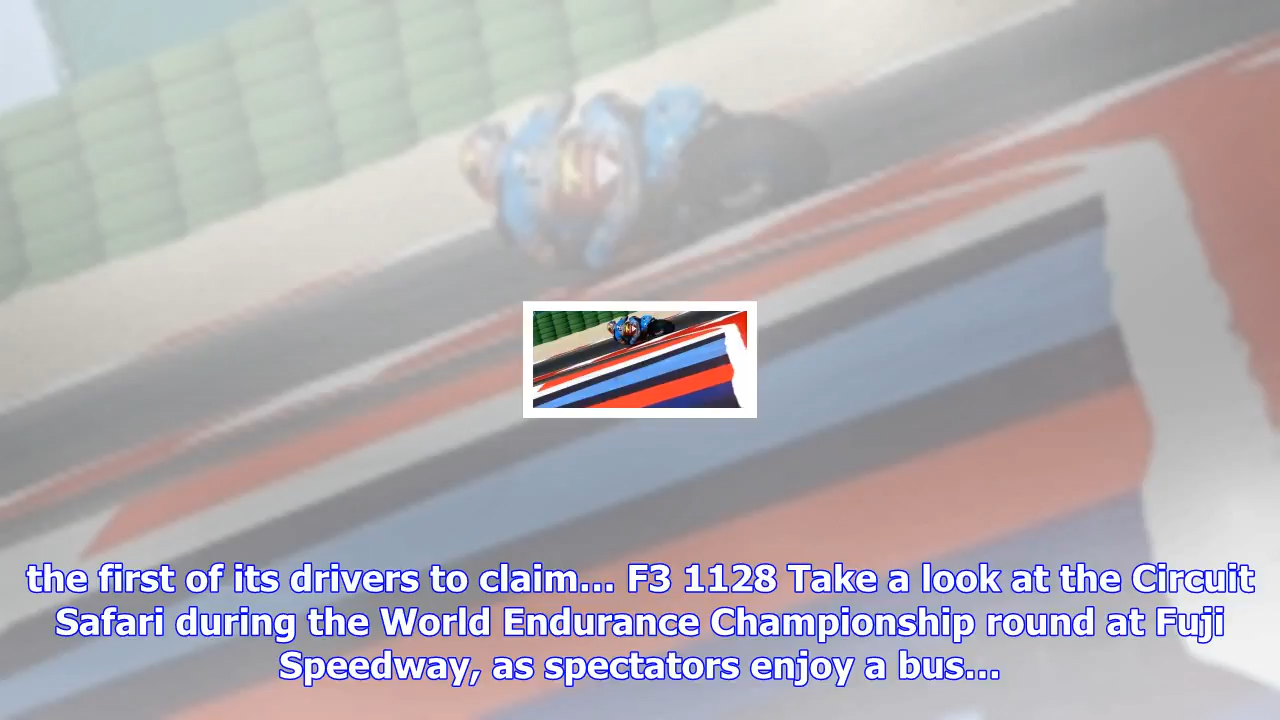 the first of its drivers to claim... F3 1128 Take a look at the Circuit
Safari during the World Endurance Championship round at Fuji
Speedway, as spectators enjoy a bus...